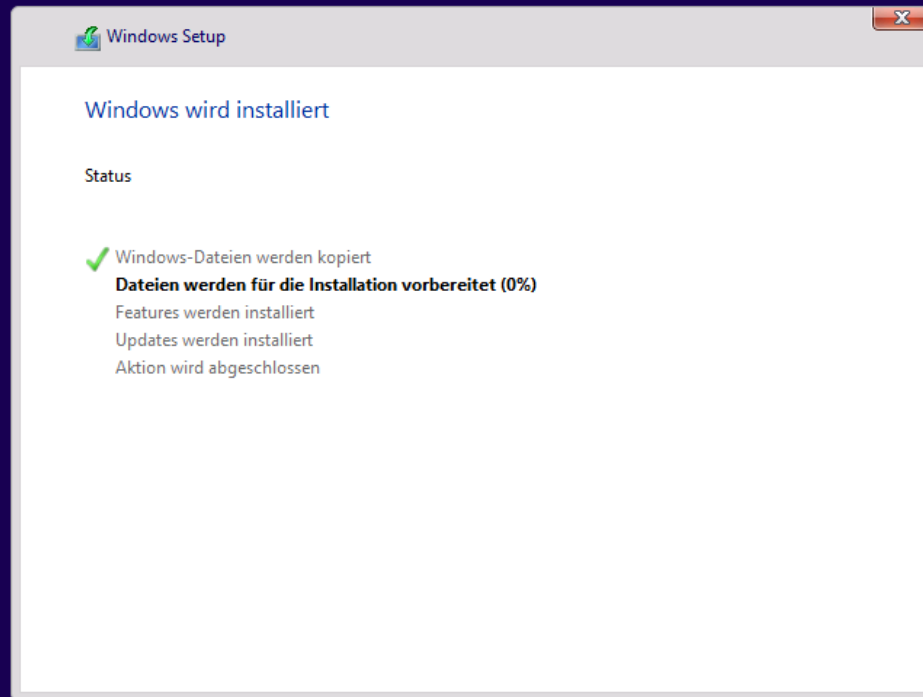 Windows Setup
Windows wird installiert
Status
Windows-Dateien werden kopiert
Dateien werden für die Installation vorbereitet (0%)
Features werden installiert
Updates werden installiert
Aktion wird abgeschlossen